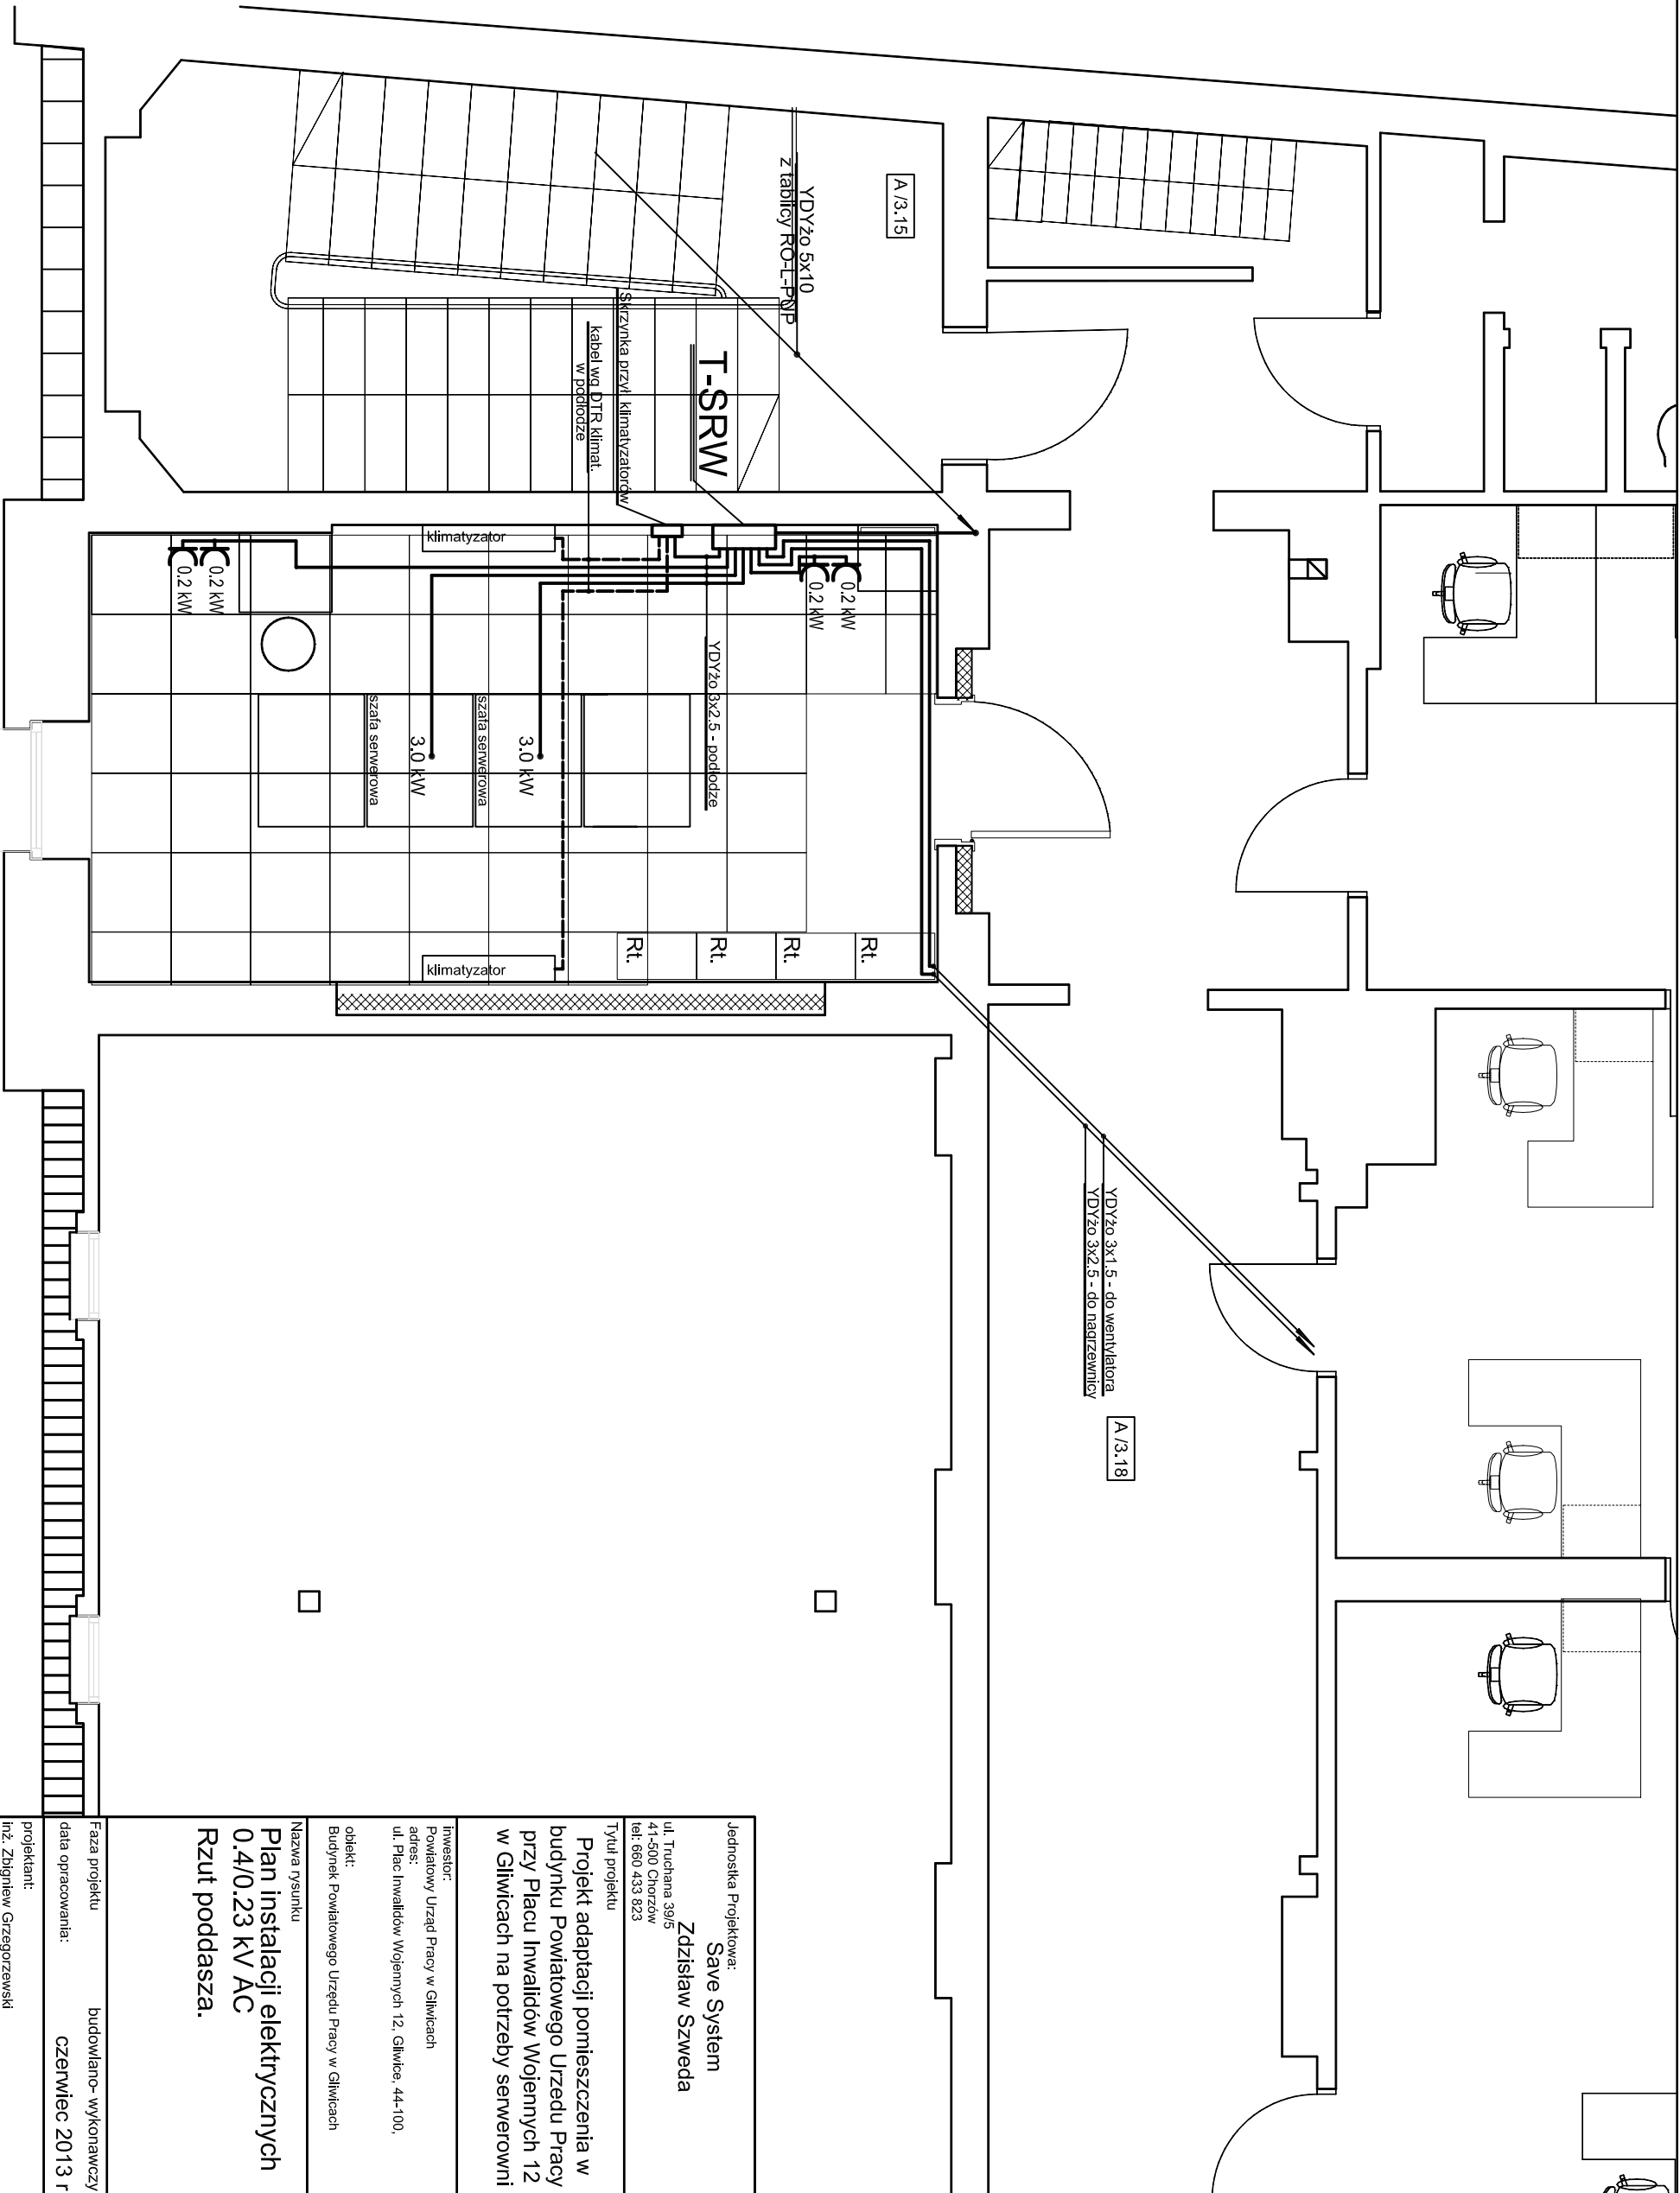 A /3.15
YDYżo 5x10
z tablicy RO-L-PUP
T-SRW
Skrzynka przył. klimatyzatorów
kabel wg DTR klimat.
w podłodze
klimatyzator
0.2 kW
0.2 kW
0.2 kW
0.2 kW
YDYżo 3x2.5 - podłodze
szafa serwerowa
3.0 kW
szafa serwerowa
3.0 kW
Rt.
Rt.
Rt.
Rt.
klimatyzator
YDYżo 3x1.5 - do wentylatora
YDYżo 3x2.5 - do nagrzewnicy
A /3.18
Jednostka Projektowa:
Save System
Zdzisław Szweda
ul. Truchana 39/5
41-500 Chorzów
tel: 660 433 823
Tytuł projektu
Projekt adaptacji pomieszczenia w
budynku Powiatowego Urzedu Pracy
przy Placu Inwalidów Wojennych 12
w Gliwicach na potrzeby serwerowni
inwestor:
Powiatowy Urząd Pracy w Gliwicach
adres:
ul. Plac Inwalidów Wojennych 12, Gliwice, 44-100,
obiekt:
Budynek Powiatowego Urzędu Pracy w Gliwicach
Nazwa rysunku
Plan instalacji elektrycznych
0.4/0.23 kV AC
Rzut poddasza.
Faza projektu budowlano- wykonawczy
data opracowania: czerwiec 2013 r
projektant:
inż. Zbigniew Grzegorzewski